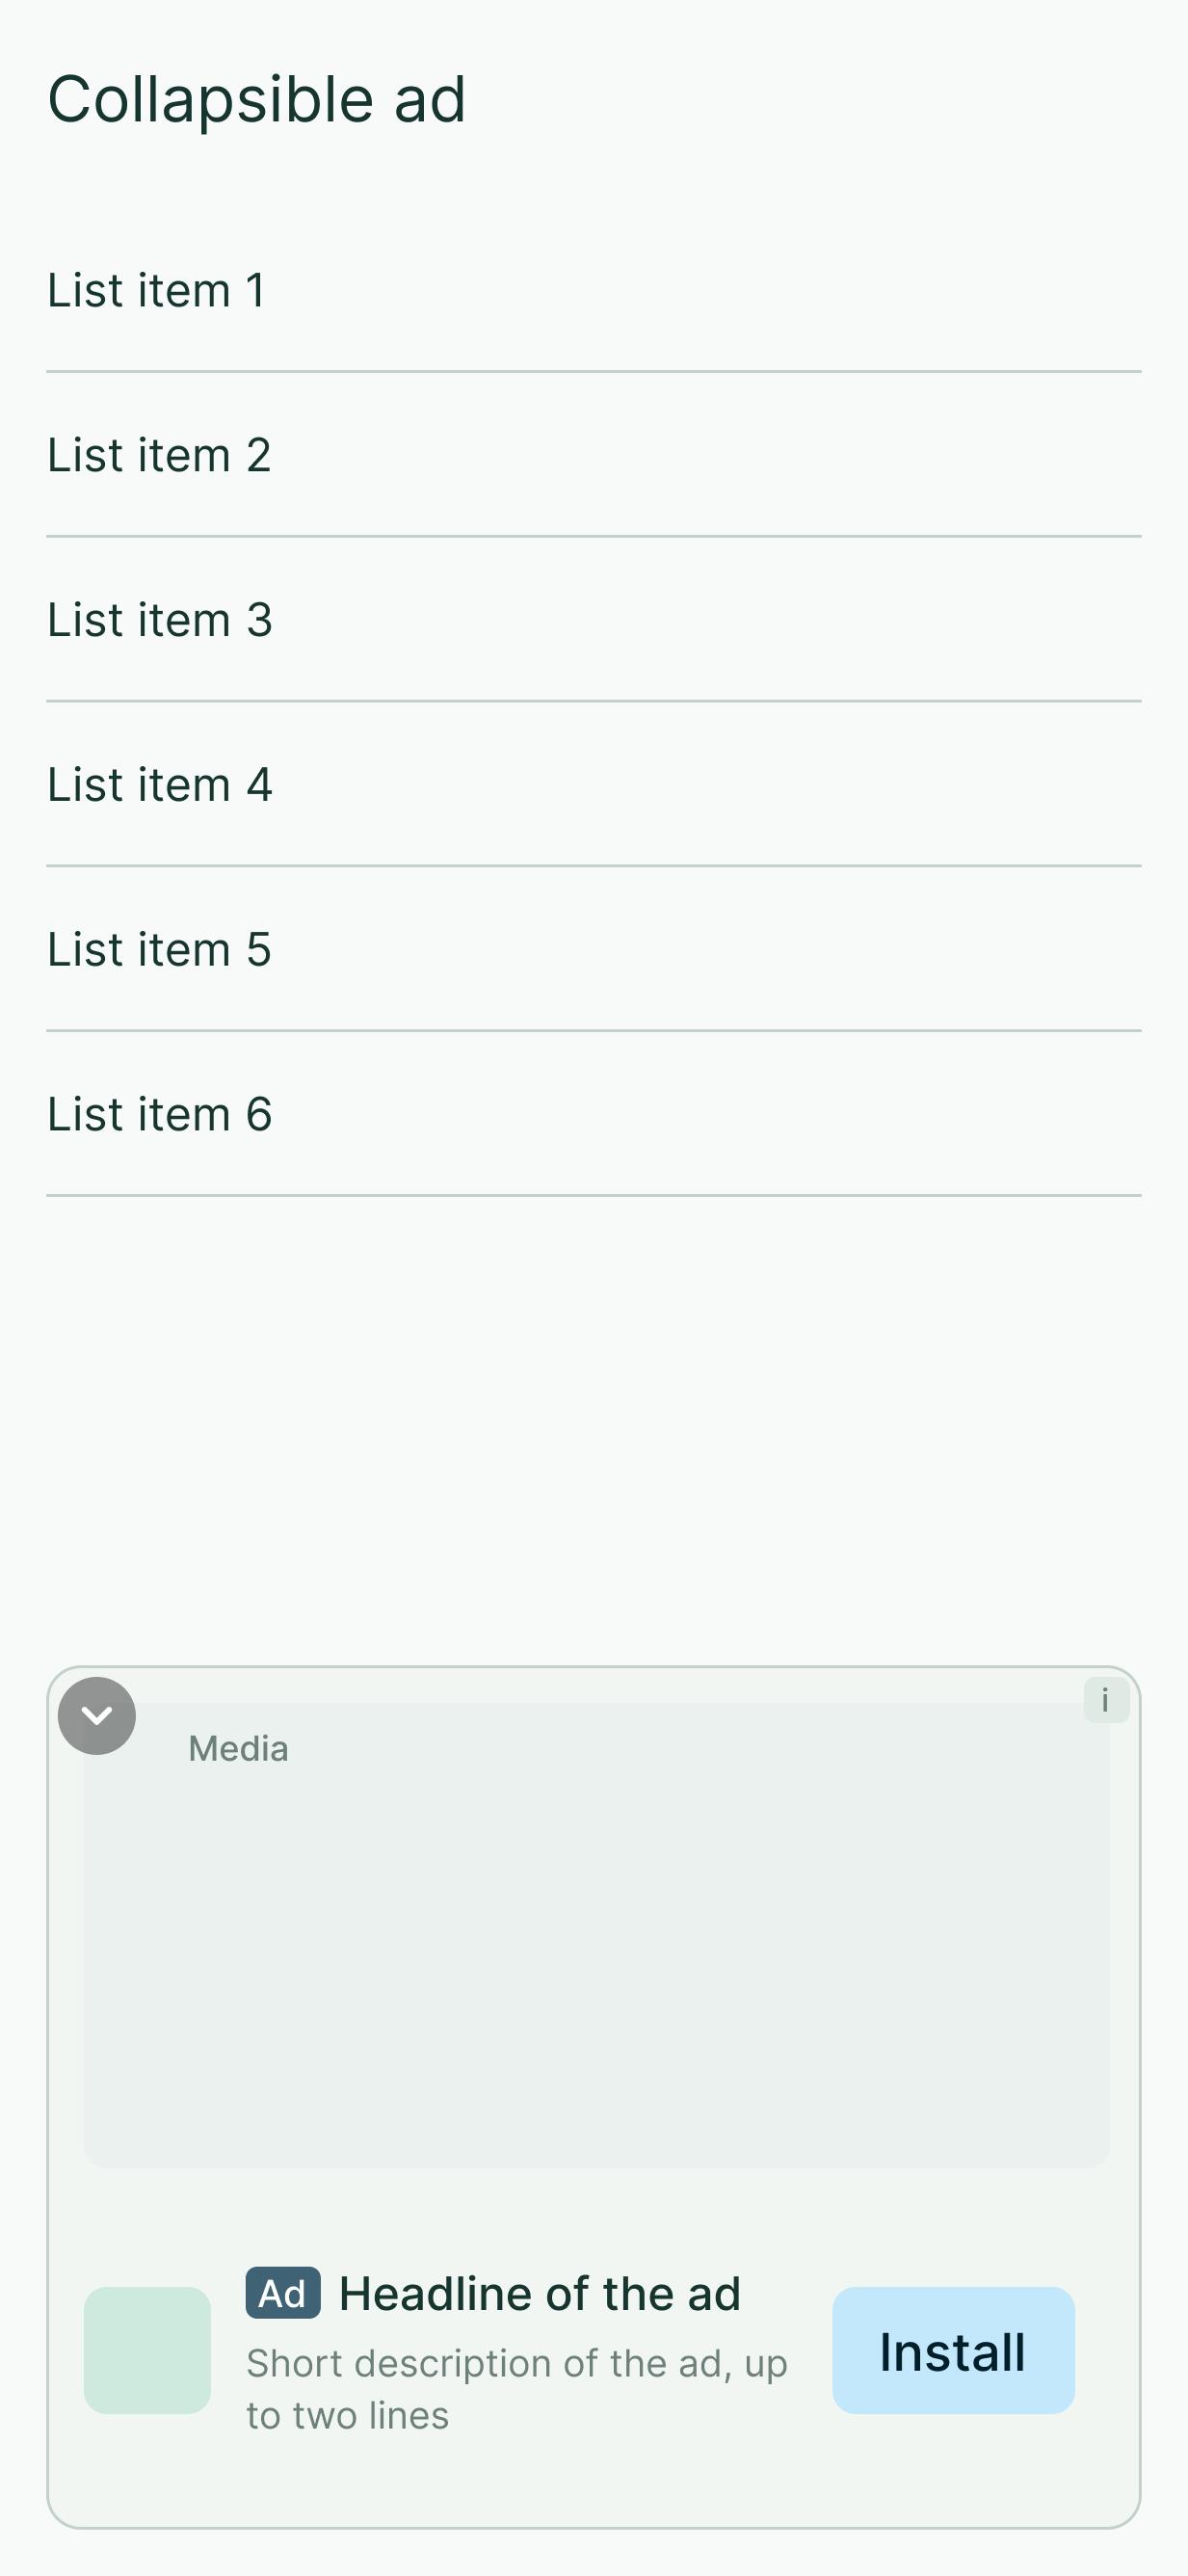 Collapsible ad
List item 1
List item 2
List item 3
List item 4
List item 5
List item 6
i
Media
Ad Headline of the ad
Short description of the ad, up
to two lines
Install